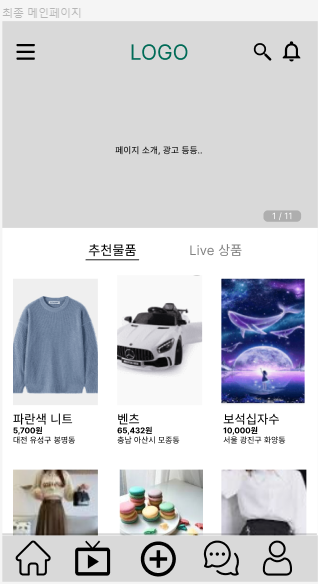 최종 메인페이지
LOGO
페이지 소개, 광고 등등..
1 / 11
추천물품
Live 상품
파란색 니트
5,700원
대전 유성구 봉명동
벤츠
65,432원
충남 아산시 모종동
보석십자수
10,000원
서울 광진구 화양동